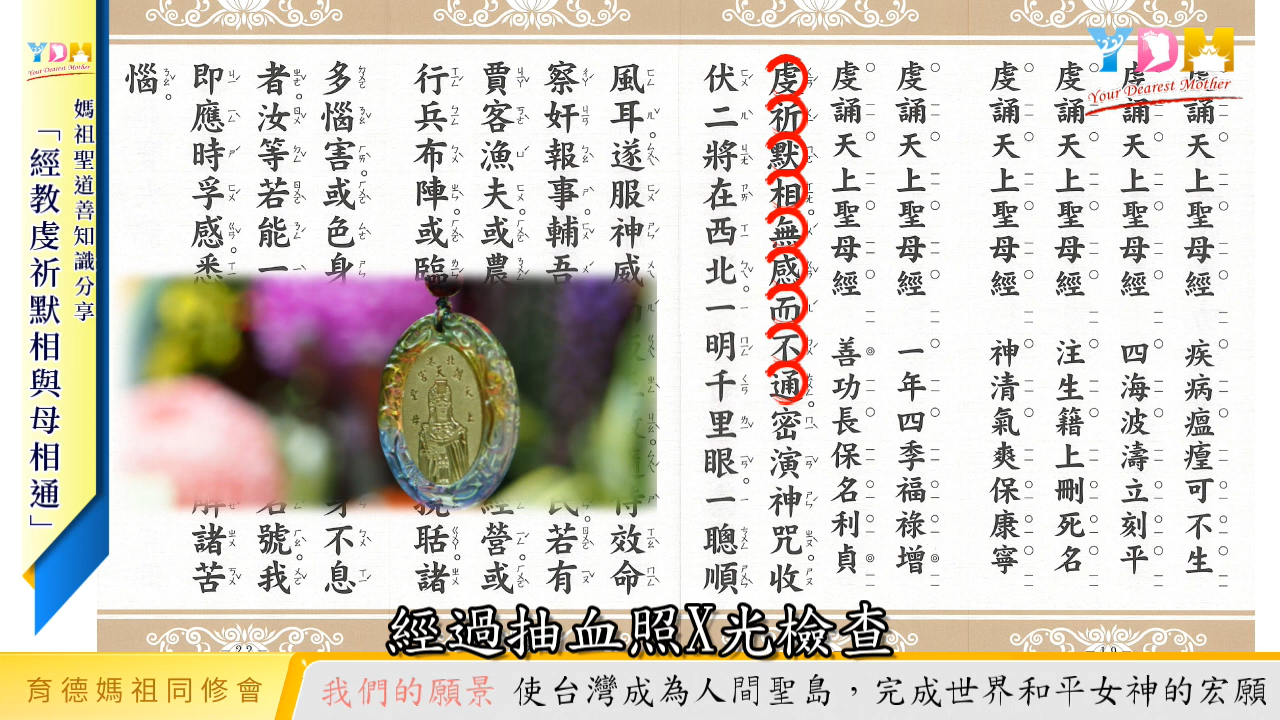 YDM
Your Dearest Mother
媽祖聖道善知識分享
「經教虔祈默相與母相通」
YDM
Your Dearest Mother
誦天上聖母經 疾病瘟瘽可不生
虔誦天上聖母經 四海波濤立刻平
虔誦天上聖母經 注生籍上刪死名
虔誦天上聖母經 神清氣爽保康寧
虔誦天上聖母經 一年四季福祿增
虔誦天上聖母經 善功長保名利貞
虔祈默相無感而不通。密演神咒。收
伏二將在西北。一明千里眼。一聰順
風耳。遂服神威
效命
察奸報事輔吾
民。若有
賈客漁夫。或農
經營。或
行兵布陣。或臨
聒。諸
多惱害。或色身
身不息
者。汝等若能一
名號。我
即應時孚感。悉
解諸苦
惱。
天
聖母
經過抽血照X光檢查
育德媽祖同修會
我們的願景 使台灣成為人間聖島，完成世界和平女神的宏願